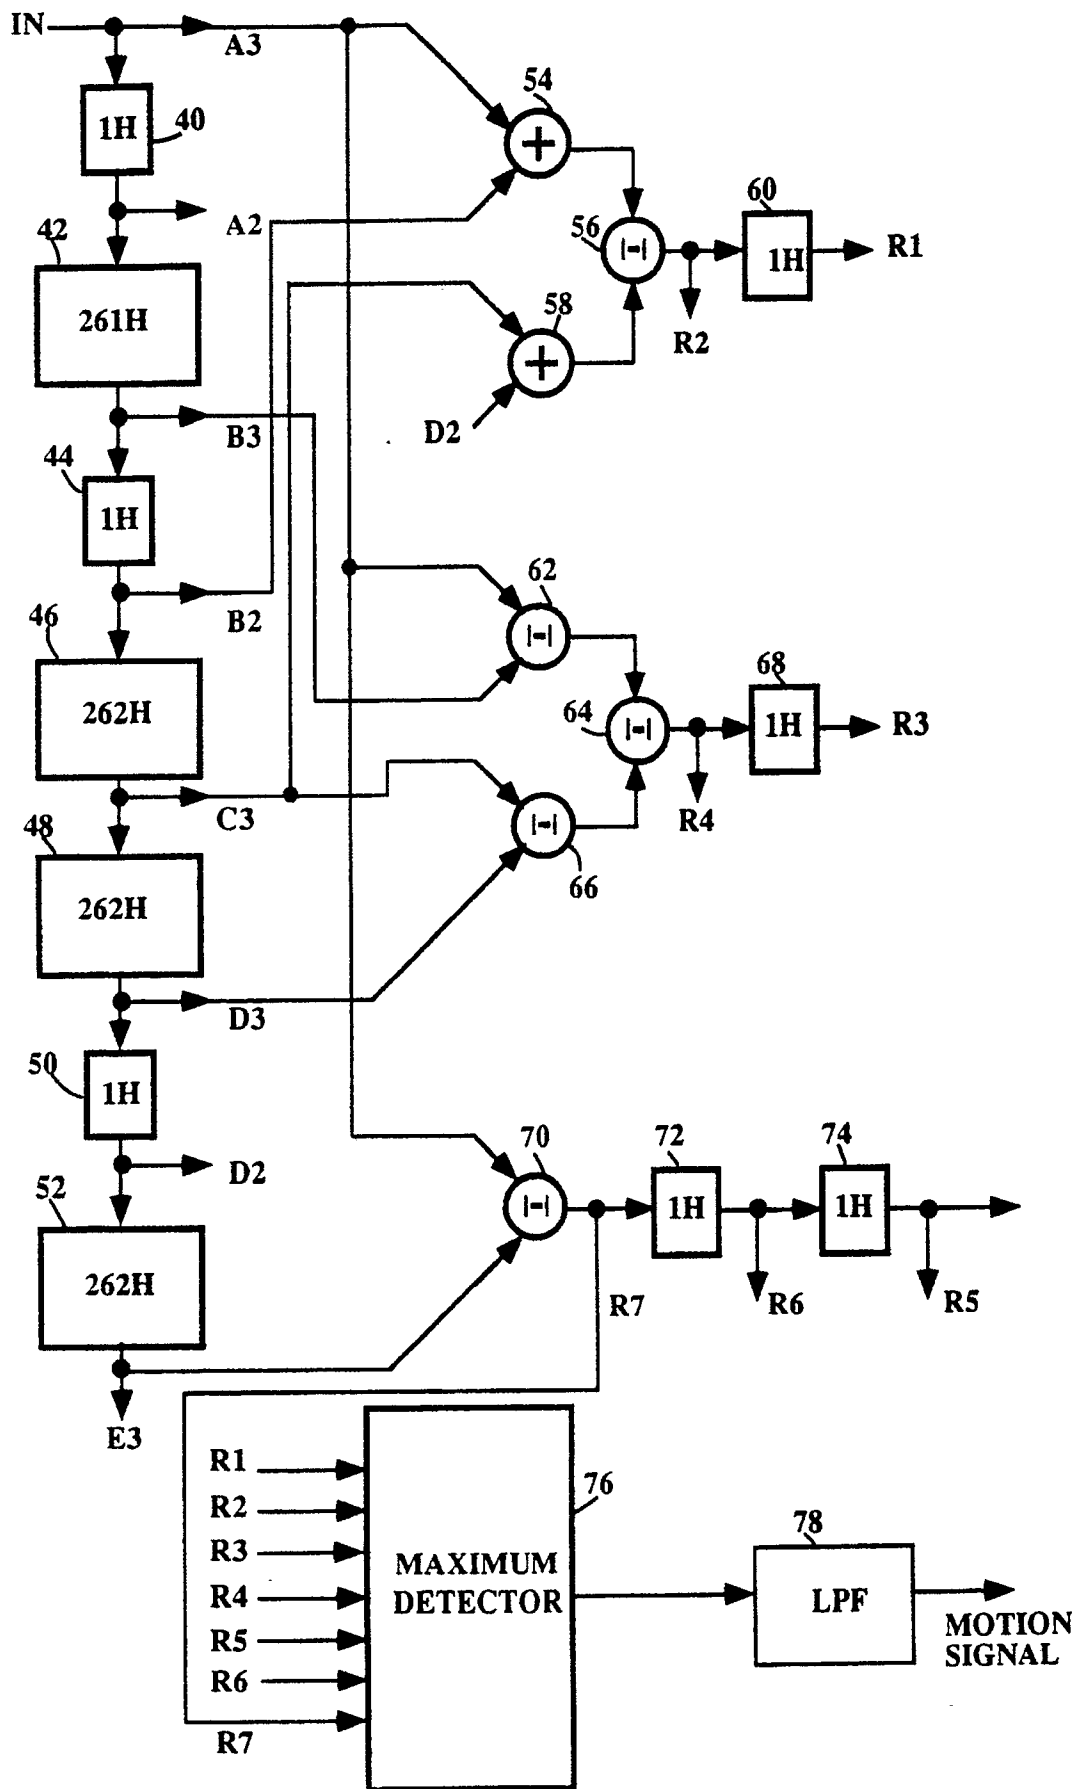 IN
A3
54
1H
40
60
A2
42
56
|-|
1H
R1
261H
58
R2
D2
B3
44
1H
62
B2
|-|
46
68
262H
64
|-|
1H
R3
C3
R4
48
|-|
66
262H
D3
50
1H
70
72
74
D2
52
|-|
1H
1H
262H
R7
R6
R5
E3
R1
76
R2
78
R3
MAXIMUM
R4
DETECTOR
LPF
R5
MOTION
SIGNAL
R6
R7